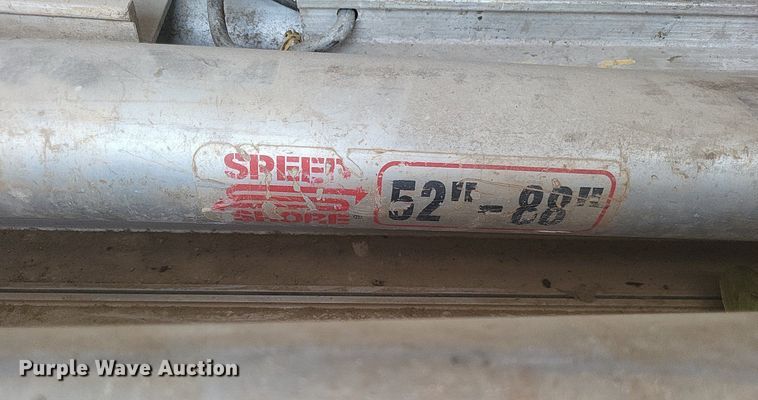 SPEED
SHORE
52"-88"
Purple Wave Auction®